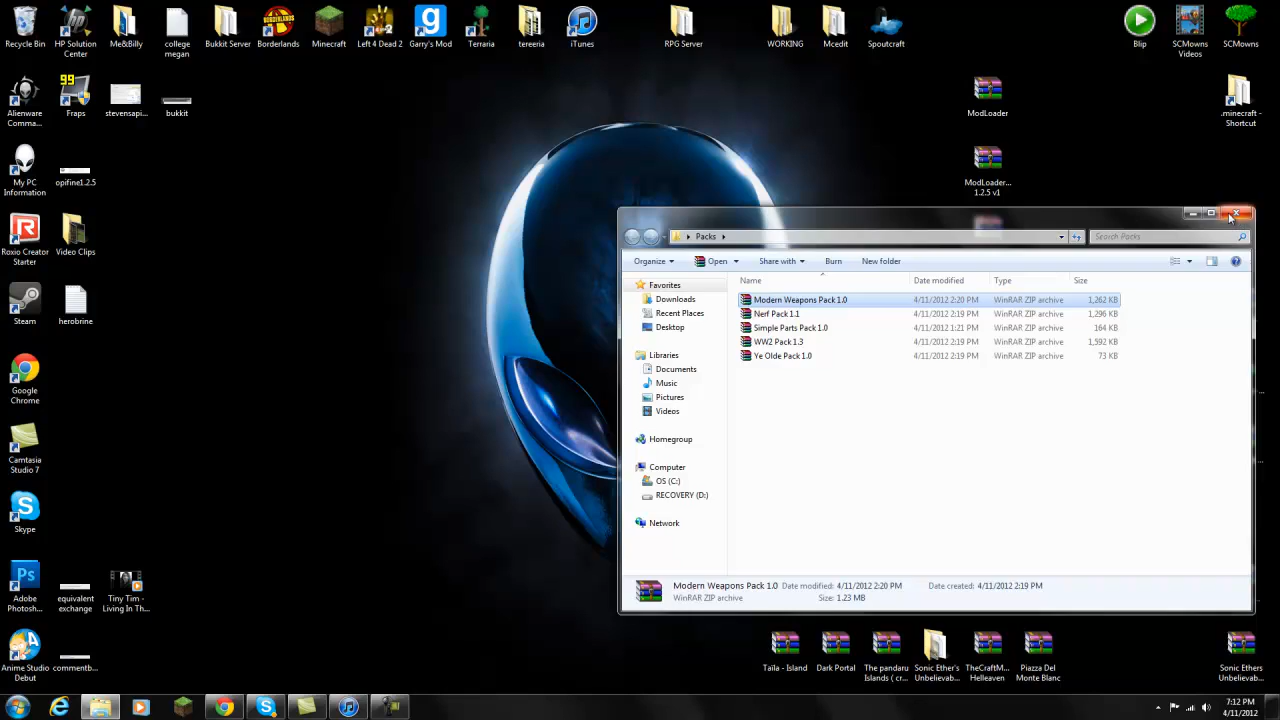 Recycle Bin
HP Solution
Center
Me&Billy
college
megan
Bukkit Server
Borderlands
Minecraft
Left 4 Dead 2
Garry's Mod
Terraria
tereeria
iTunes
RPG Server
WORKING
Mcedit
Spoutcraft
Blip
SCMowns
Videos
SCMowns
99
Alienware
Comma...
Fraps
stevensapi...
bukkit
ModLoader
.minecraft -
Shortcut
My PC
Information
opifine1.2.5
ModLoader...
1.2.5 v1
Roxio Creator
Starter
Video Clips
Steam
herobrine
Google
Chrome
Camtasia
Studio 7
Skype
Adobe
Photosh...
equivalent
exchange
Tiny Tim -
Living In Th...
Anime Studio
Debut
commentb...
Packs
Search Packs
Organize
Open
Share with
Burn
New folder
Name
Date modified
Type
Size
Favorites
Downloads
Recent Places
Desktop
Libraries
Documents
Music
Pictures
Videos
Homegroup
Computer
OS (C:)
RECOVERY (D:)
Network
Modern Weapons Pack 1.0 4/11/2012 2:20 PM WinRAR ZIP archive 1,262 KB
Nerf Pack 1.1 4/11/2012 2:19 PM WinRAR ZIP archive 1,296 KB
Simple Parts Pack 1.0 4/11/2012 1:21 PM WinRAR ZIP archive 164 KB
WW2 Pack 1.3 4/11/2012 2:19 PM WinRAR ZIP archive 1,592 KB
Ye Olde Pack 1.0 4/11/2012 2:19 PM WinRAR ZIP archive 73 KB
Modern Weapons Pack 1.0 Date modified: 4/11/2012 2:20 PM Date created: 4/11/2012 2:19 PM
WinRAR ZIP archive Size: 1.23 MB
Taila - Island
Dark Portal
The pandaru
Islands ( cr...
Sonic Ether's
Unbelievab...
TheCraftM...
Helleaven
Piazza Del
Monte Blanc
Sonic Ethers
Unbelievab...
7:12 PM
4/11/2012